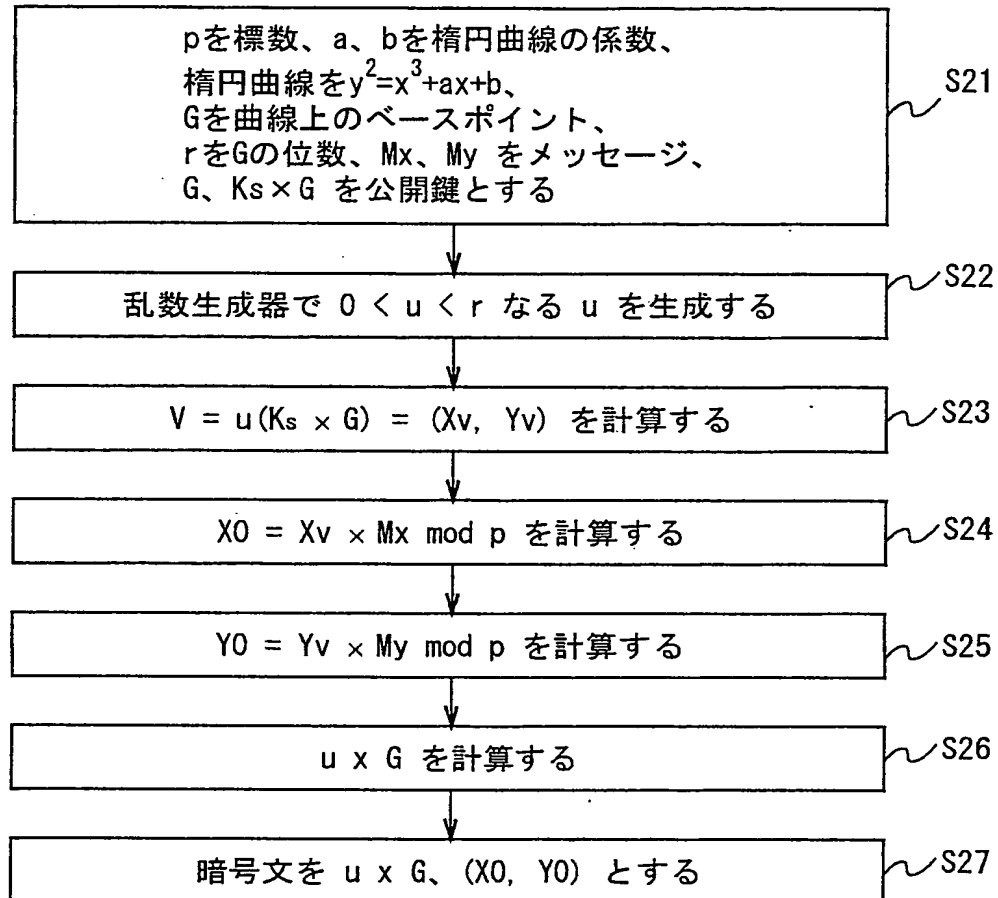 pを標数、a、bを楕円曲線の係数、
楕円曲線をy²=x³+ax+b、
Gを曲線上のベースポイント、
rをGの位数、Mx、My をメッセージ、
G、Ks×G を公開鍵とする
S21
乱数生成器で 0 < u < r なる u を生成する
S22
V = u(Ks × G) = (Xv, Yv) を計算する
S23
X0 = Xv × Mx mod p を計算する
S24
Y0 = Yv × My mod p を計算する
S25
u x G を計算する
S26
暗号文を u x G、(X0, Y0) とする
S27